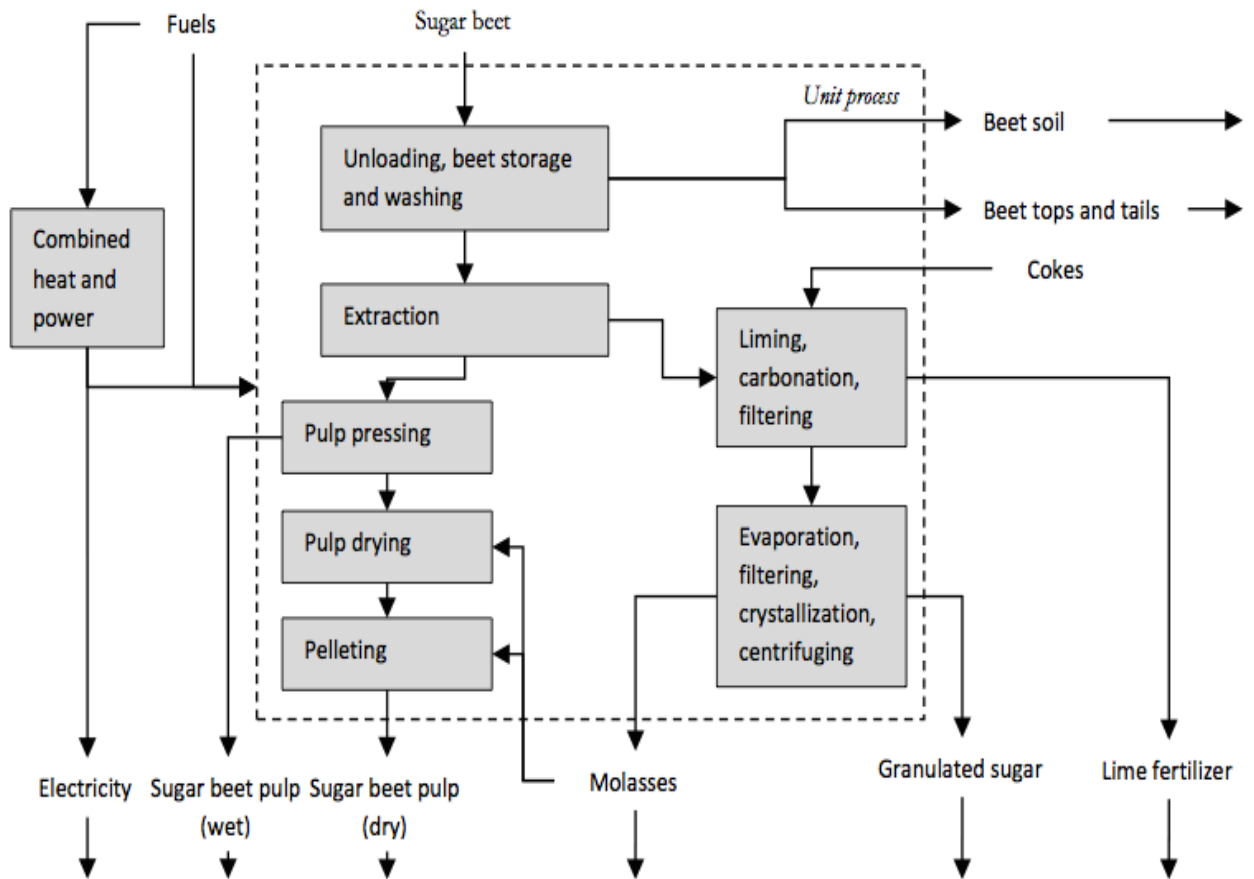 Fuels
Sugar beet
Unit process
Beet soil
Unloading, beet storage
and washing
Beet tops and tails
Combined
heat and
power
Cokes
Extraction
Liming,
carbonation,
filtering
Pulp pressing
Pulp drying
Evaporation,
filtering,
crystallization,
centrifuging
Pelleting
Electricity
Sugar beet pulp
(wet)
Sugar beet pulp
(dry)
Molasses
Granulated sugar
Lime fertilizer